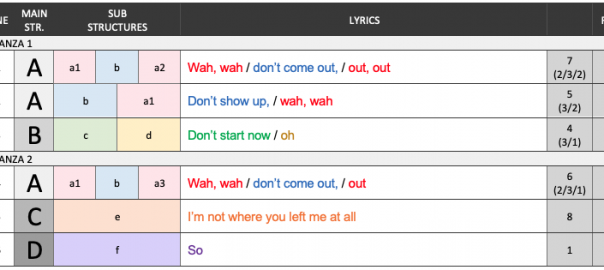 NE MAIN STR. SUB STRUCTURES LYRICS
ANZA 1
A a1 b a2 Wah, wah / don't come out, / out, out 7 (2/3/2)
A b a1 Don't show up, / wah, wah 5 (3/2)
B c d Don't start now / oh 4 (3/1)
ANZA 2
A a1 b a3 Wah, wah / don't come out, / out 6 (2/3/1)
C e I'm not where you left me at all 8
D f So 1